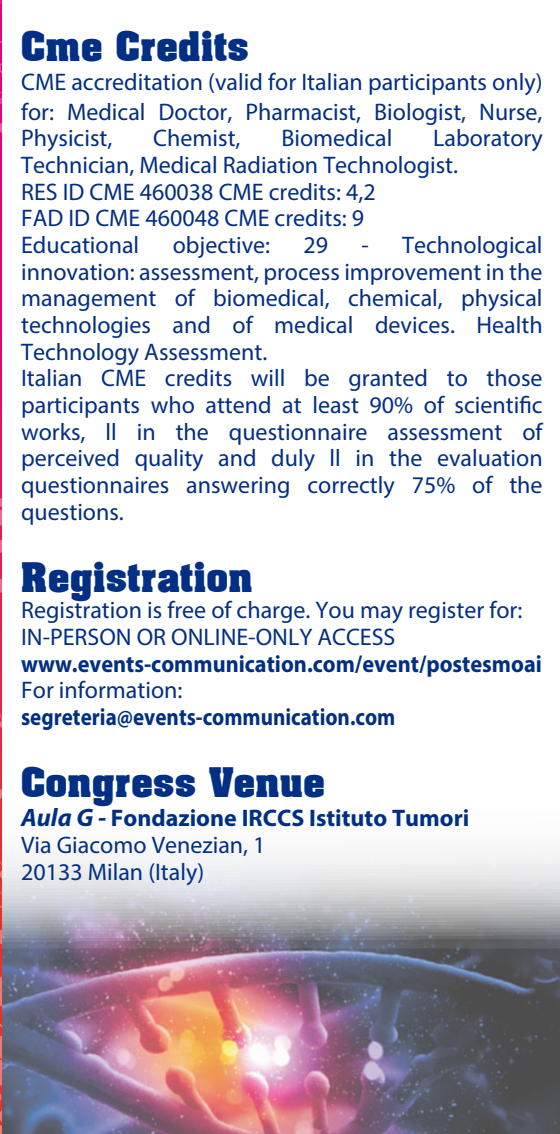 Cme Credits
CME accreditation (valid for Italian participants only)
for: Medical Doctor, Pharmacist, Biologist, Nurse,
Physicist, Chemist, Biomedical Laboratory
Technician, Medical Radiation Technologist.
RES ID CME 460038 CME credits: 4,2
FAD ID CME 460048 CME credits: 9
Educational objective: 29 - Technological
innovation: assessment, process improvement in the
management of biomedical, chemical, physical
technologies and of medical devices. Health
Technology Assessment.
Italian CME credits will be granted to those
participants who attend at least 90% of scientific
works, ll in the questionnaire assessment of
perceived quality and duly ll in the evaluation
questionnaires answering correctly 75% of the
questions.
Registration
Registration is free of charge. You may register for:
IN-PERSON OR ONLINE-ONLY ACCESS
www.events-communication.com/event/postesmoai
For information:
segreteria@events-communication.com
Congress Venue
Aula G - Fondazione IRCCS Istituto Tumori
Via Giacomo Venezian, 1
20133 Milan (Italy)